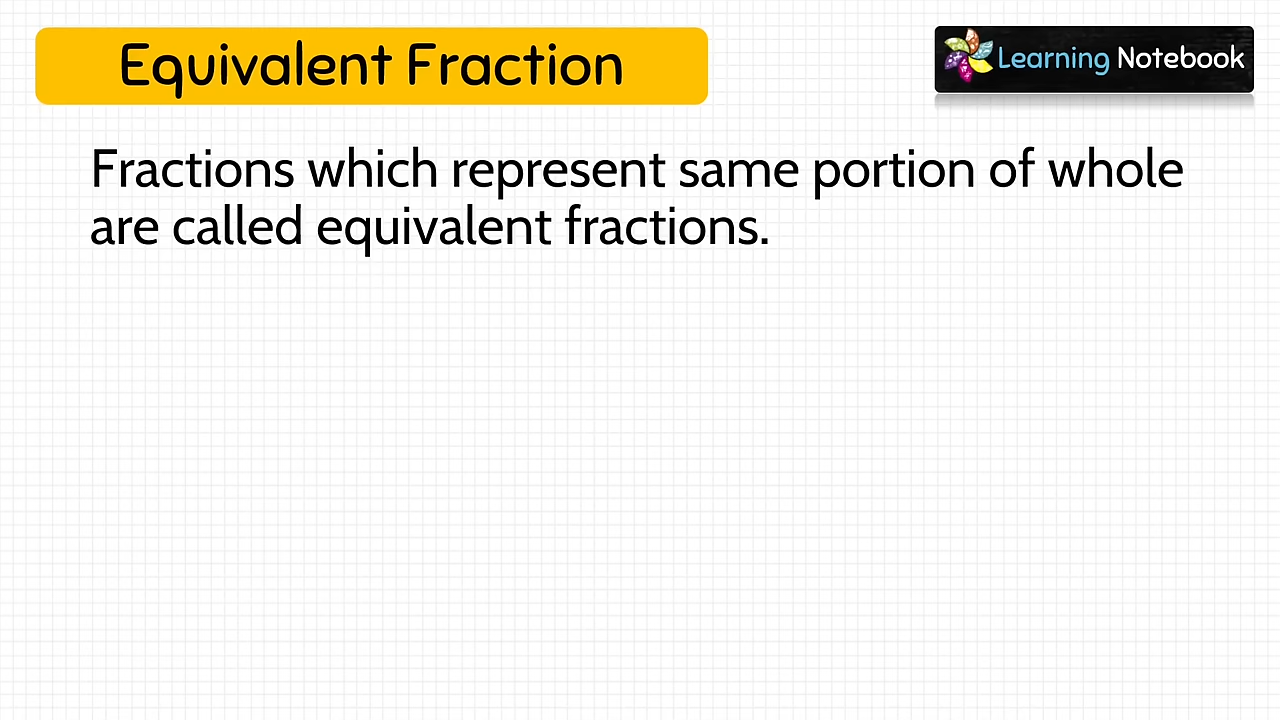 Equivalent Fraction
Learning Notebook
Fractions which represent same portion of whole
are called equivalent fractions.